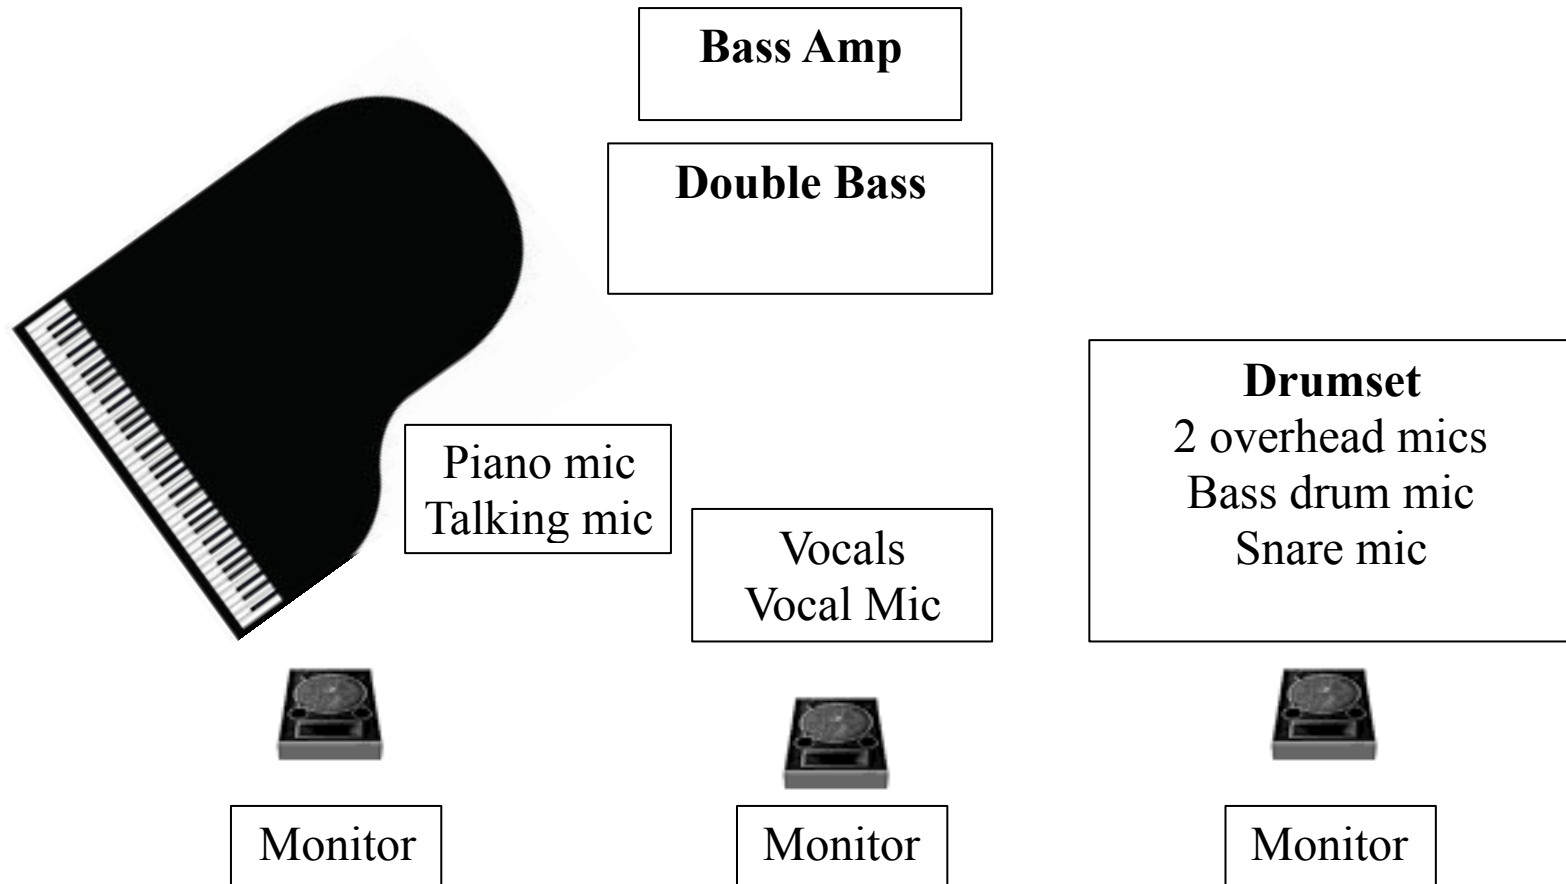 Bass Amp
Double Bass
Drumset
2 overhead mics
Bass drum mic
Snare mic
Piano mic
Talking mic
Vocals
Vocal Mic
Monitor
Monitor
Monitor